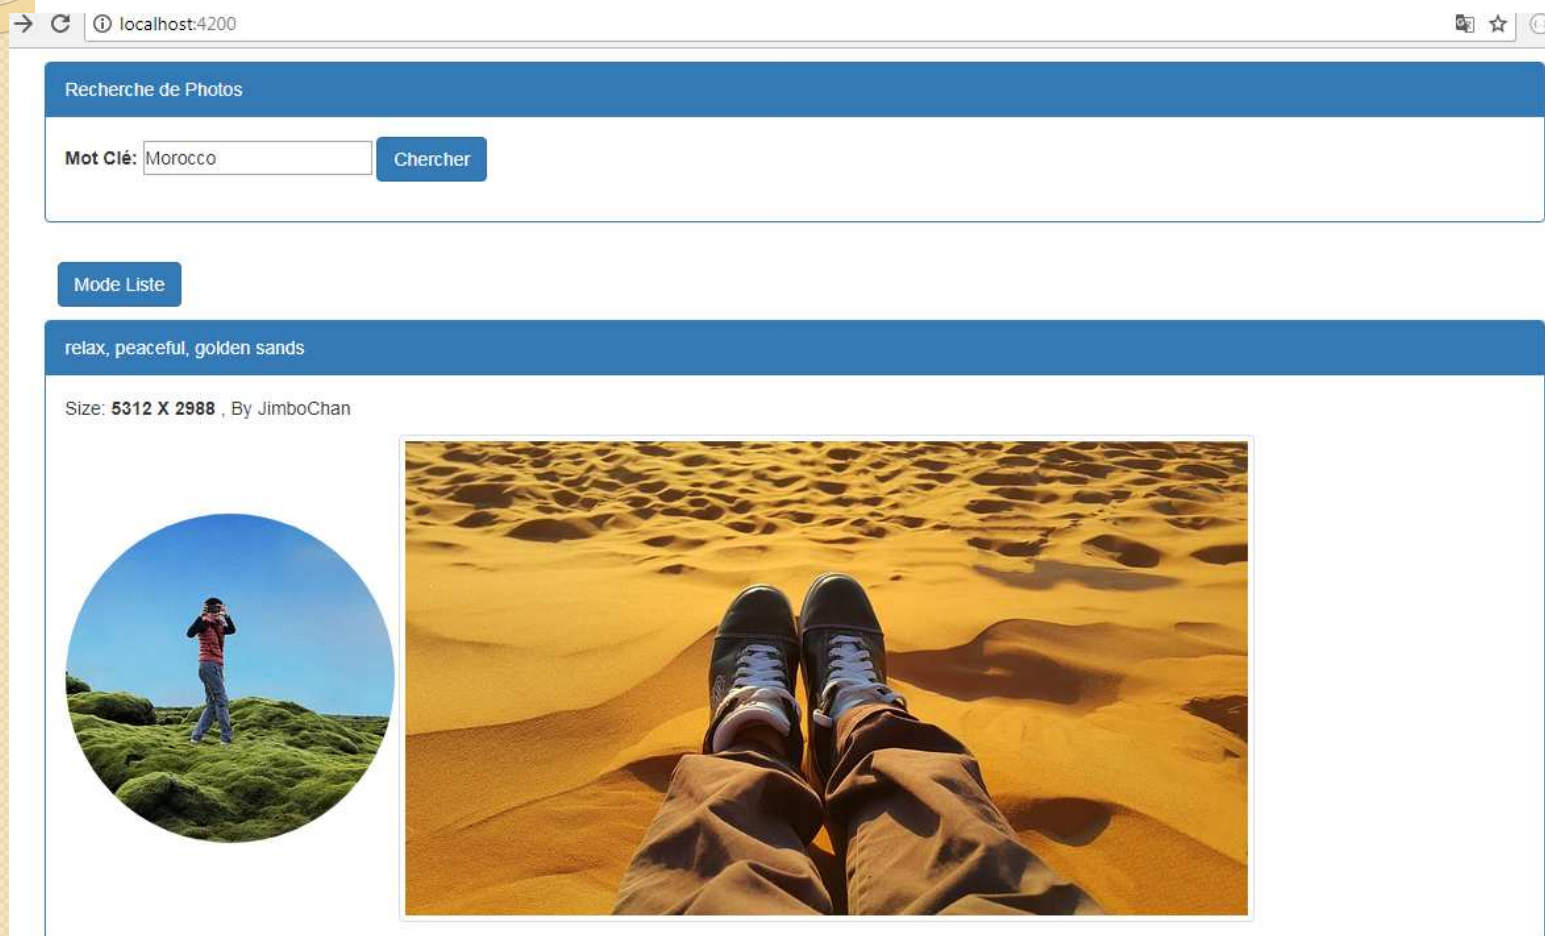 localhost:4200
Recherche de Photos
Mot Clé: Morocco Chercher
Mode Liste
relax, peaceful, golden sands
Size: 5312 X 2988 , By JimboChan